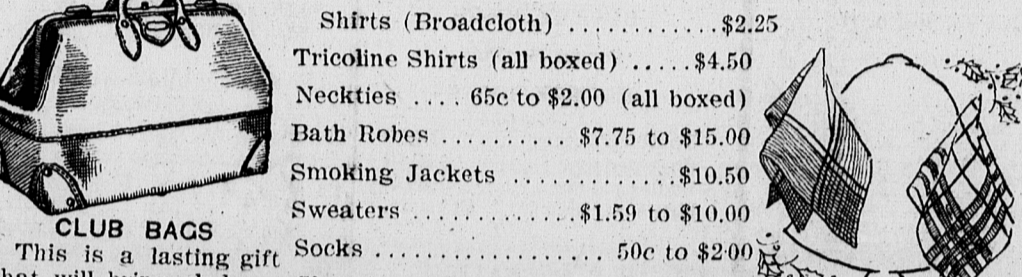 Shirts (Broadcloth) ............$2.25
Tricoline Shirts (all boxed) .....$4.50
Neckties .... 65c to $2.00 (all boxed)
Bath Robes .......... $7.75 to $15.00
Smoking Jackets .............$10.50
Sweaters .............$1.59 to $10.00
Socks .................. 50c to $2.00
CLUB BAGS
This is a lasting gift